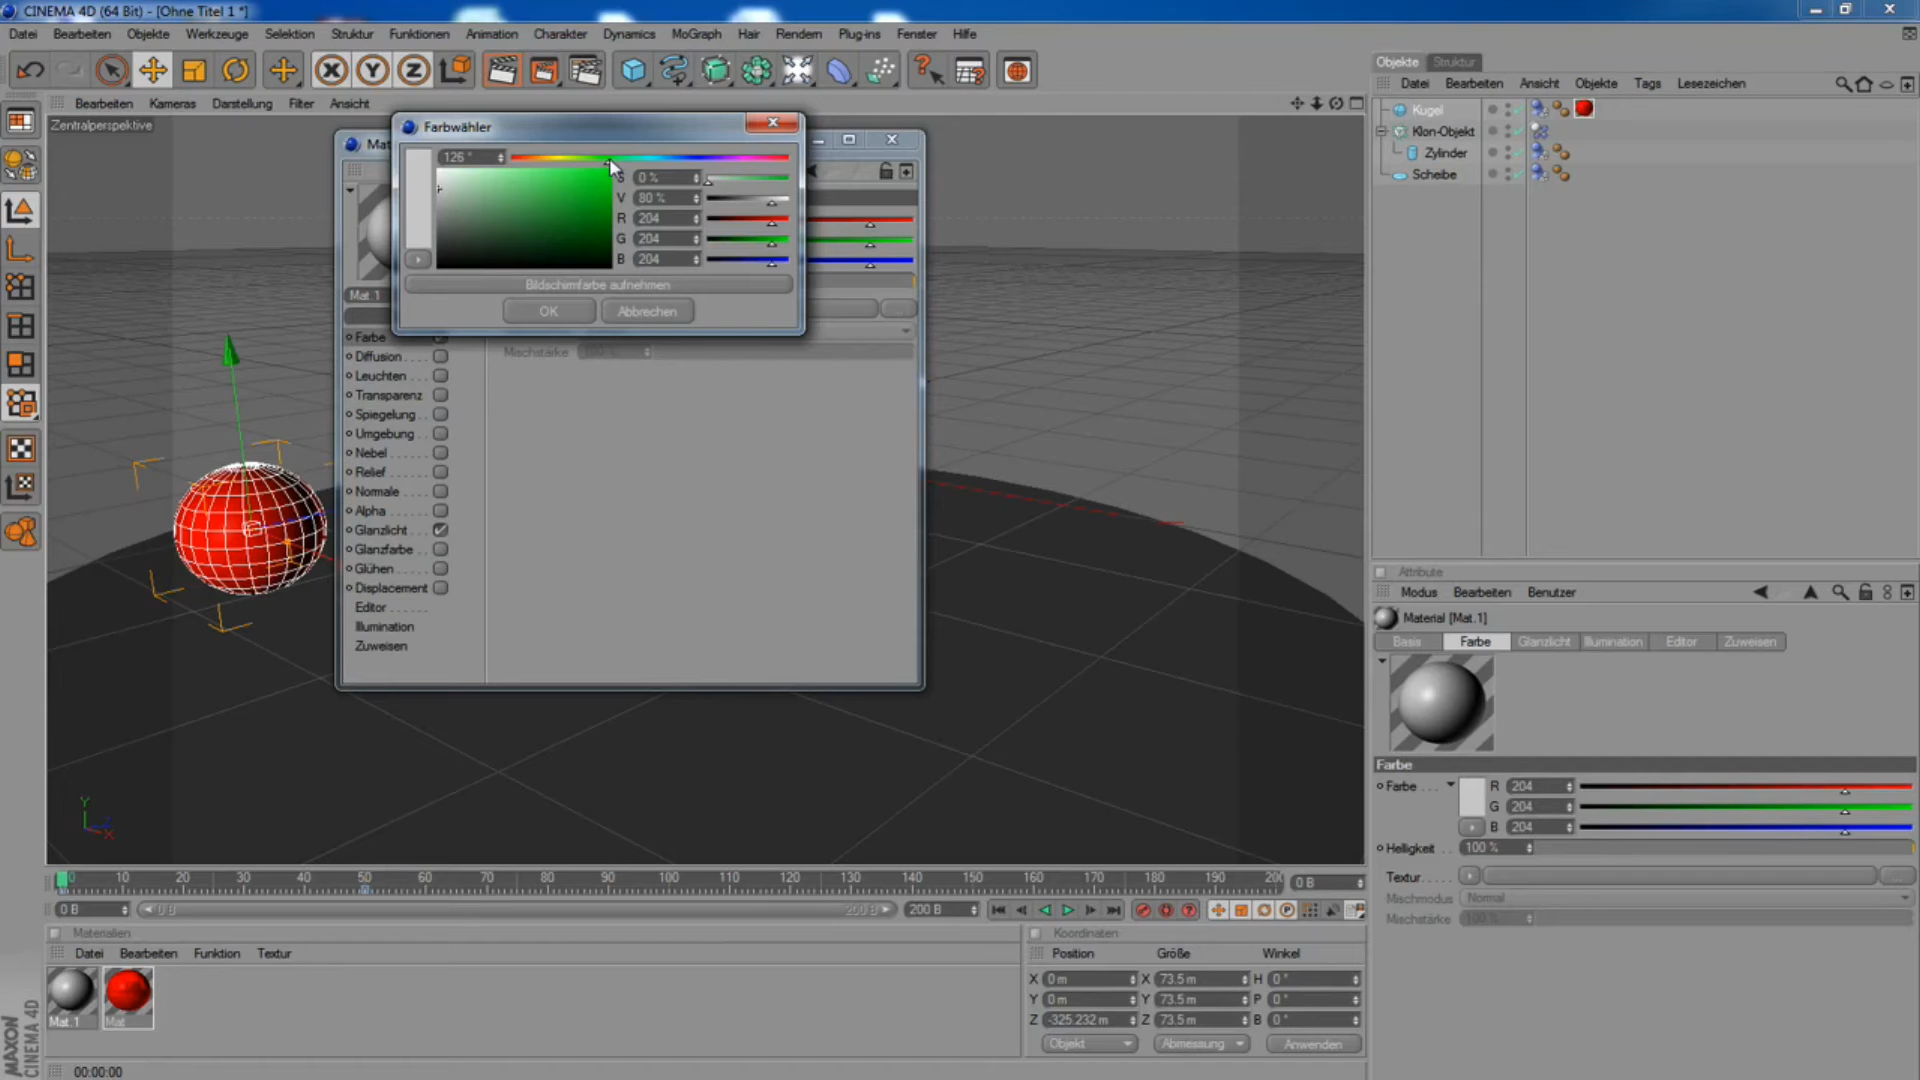 CINEMA 4D (64 Bit) - [Ohne Titel 1 *]
Datei Bearbeiten Objekte Werkzeuge Selektion Struktur Funktionen Animation Charakter Dynamics MoGraph Hair Rendern Plug-ins Fenster Hilfe
Bearbeiten Kameras Darstellung Filter Ansicht
Zentralperspektive
Farbwähler
126 °
S 0 %
V 80 %
R 204
G 204
B 204
Bildschirmfarbe aufnehmen
OK Abbrechen
Mat
Mat.1
Farbe
Diffusion
Leuchten
Transparenz
Spiegelung
Umgebung
Nebel
Relief
Normale
Alpha
Glanzlicht
Glanzfarbe
Glühen
Displacement
Editor
Illumination
Zuweisen
Mischstärke 100 %
Y
Z
X
Objekte Struktur
Datei Bearbeiten Ansicht Objekte Tags Lesezeichen
Kugel
Klon-Objekt
Zylinder
Scheibe
Attribute
Modus Bearbeiten Benutzer
Material [Mat.1]
Basis Farbe Glanzlicht Illumination Editor Zuweisen
Farbe
Farbe R 204
G 204
B 204
Helligkeit 100 %
Textur
Mischmodus Normal
Mischstärke 100 %
0 10 20 30 40 50 60 70 80 90 100 110 120 130 140 150 160 170 180 190 20 0 B
0 B 0 B 200 B 200 B
Materialien
Datei Bearbeiten Funktion Textur
Mat.1 Mat
Koordinaten
Position Größe Winkel
X 0 m X 73.5 m H 0 °
Y 0 m Y 73.5 m P 0 °
Z -325.232 m Z 73.5 m B 0 °
Objekt Abmessung Anwenden
MAXON
CINEMA 4D
00:00:00